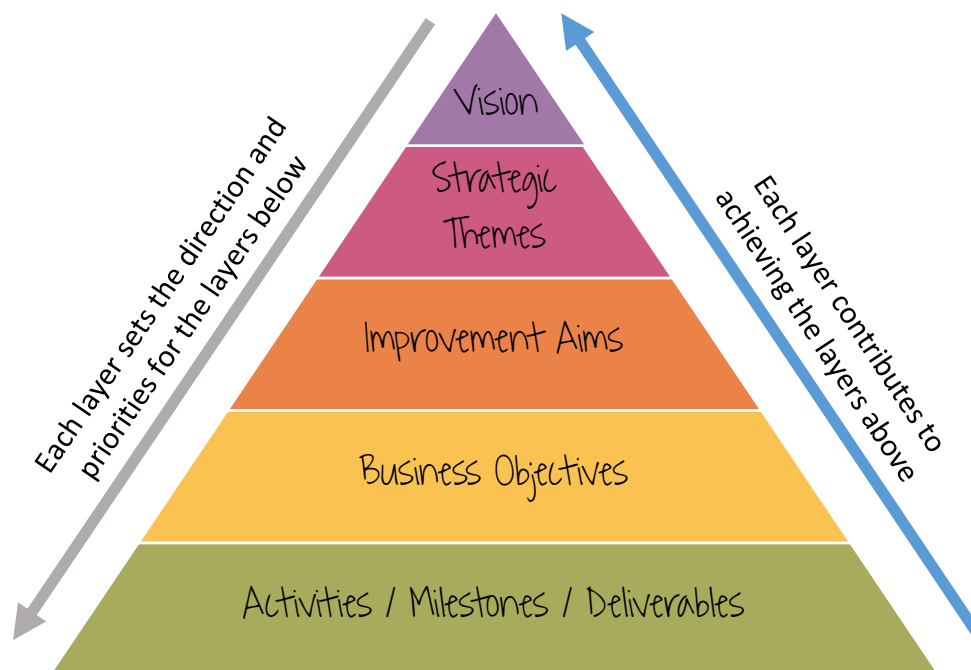 Vision
Strategic
Themes
Improvement Aims
Business Objectives
Activities / Milestones / Deliverables
Each layer sets the direction and
priorities for the layers below
Each layer contributes to
achieving the layers above